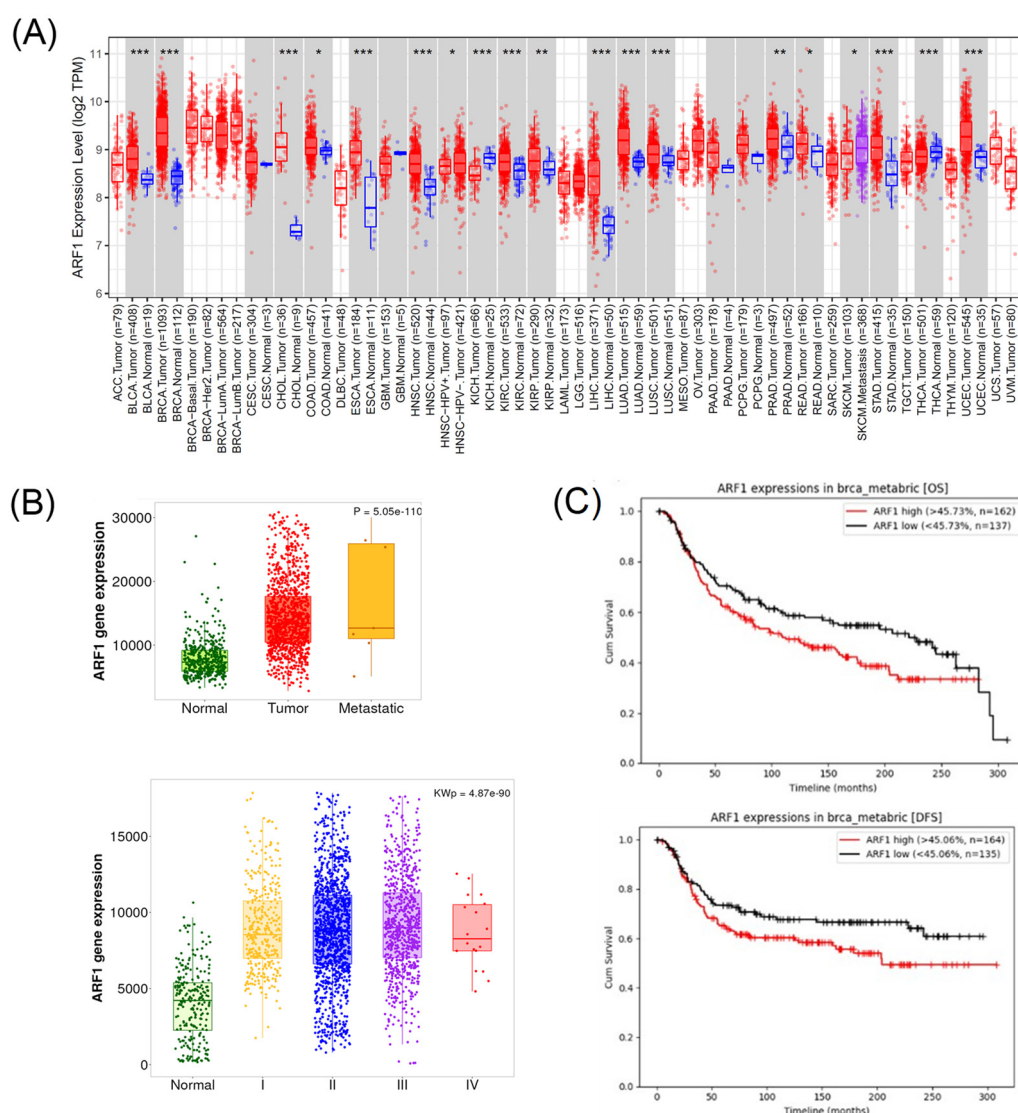 (A)
ARF1 Expression Level (log2 TPM)
11
10
9
8
7
6
*** *** *** * *** *** * *** *** ** *** *** *** ** * * *** *** ***
ACC.Tumor (n=79)
BLCA.Tumor (n=408)
BLCA.Normal (n=19)
BRCA.Tumor (n=1093)
BRCA.Normal (n=112)
BRCA-Basal.Tumor (n=190)
BRCA-Her2.Tumor (n=82)
BRCA-LumA.Tumor (n=564)
BRCA-LumB.Tumor (n=217)
CESC.Tumor (n=304)
CESC.Normal (n=3)
CHOL.Tumor (n=36)
CHOL.Normal (n=9)
COAD.Tumor (n=457)
COAD.Normal (n=41)
DLBC.Tumor (n=48)
ESCA.Tumor (n=184)
ESCA.Normal (n=11)
GBM.Tumor (n=153)
GBM.Normal (n=5)
HNSC.Tumor (n=520)
HNSC.Normal (n=44)
HNSC-HPV+.Tumor (n=97)
HNSC-HPV-.Tumor (n=421)
KICH.Tumor (n=66)
KICH.Normal (n=25)
KIRC.Tumor (n=533)
KIRC.Normal (n=72)
KIRP.Tumor (n=290)
KIRP.Normal (n=32)
LAML.Tumor (n=173)
LGG.Tumor (n=516)
LIHC.Tumor (n=371)
LIHC.Normal (n=50)
LUAD.Tumor (n=515)
LUAD.Normal (n=59)
LUSC.Tumor (n=501)
LUSC.Normal (n=51)
MESO.Tumor (n=87)
OV.Tumor (n=303)
PAAD.Tumor (n=178)
PAAD.Normal (n=4)
PCPG.Tumor (n=179)
PCPG.Normal (n=3)
PRAD.Tumor (n=497)
PRAD.Normal (n=52)
READ.Tumor (n=166)
READ.Normal (n=10)
SARC.Tumor (n=259)
SKCM.Tumor (n=103)
SKCM.Metastasis (n=368)
STAD.Tumor (n=415)
STAD.Normal (n=35)
TGCT.Tumor (n=150)
THCA.Tumor (n=501)
THCA.Normal (n=59)
THYM.Tumor (n=120)
UCEC.Tumor (n=545)
UCEC.Normal (n=35)
UCS.Tumor (n=57)
UVM.Tumor (n=80)
(B)
P = 5.05e-110
ARF1 gene expression
30000
20000
10000
Normal Tumor Metastatic
KWp = 4.87e-90
ARF1 gene expression
15000
10000
5000
0
Normal I II III IV
(C)
ARF1 expressions in brca_metabric [OS]
ARF1 high (>45.73%, n=162)
ARF1 low (<45.73%, n=137)
Cum Survival
1.0
0.8
0.6
0.4
0.2
0.0
0 50 100 150 200 250 300
Timeline (months)
ARF1 expressions in brca_metabric [DFS]
ARF1 high (>45.06%, n=164)
ARF1 low (<45.06%, n=135)
Cum Survival
1.0
0.8
0.6
0.4
0.2
0.0
0 50 100 150 200 250 300
Timeline (months)